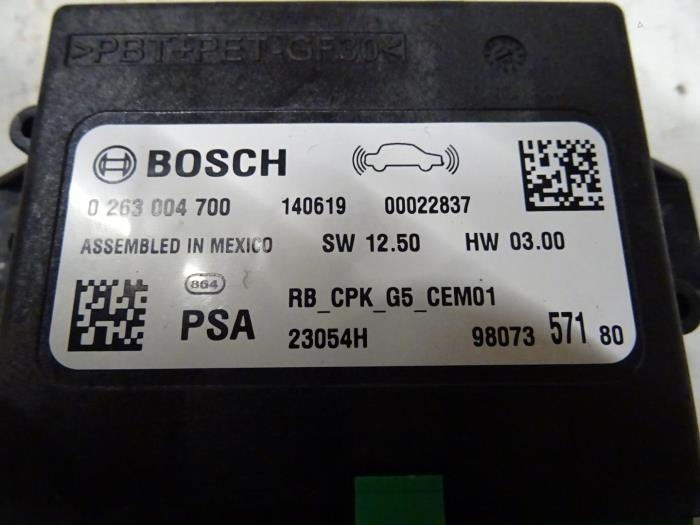 >PBT+PET-GF30<
BOSCH
0 263 004 700 140619 00022837
ASSEMBLED IN MEXICO SW 12.50 HW 03.00
864 RB_CPK_G5_CEM01
PSA 23054H 98073 571 80